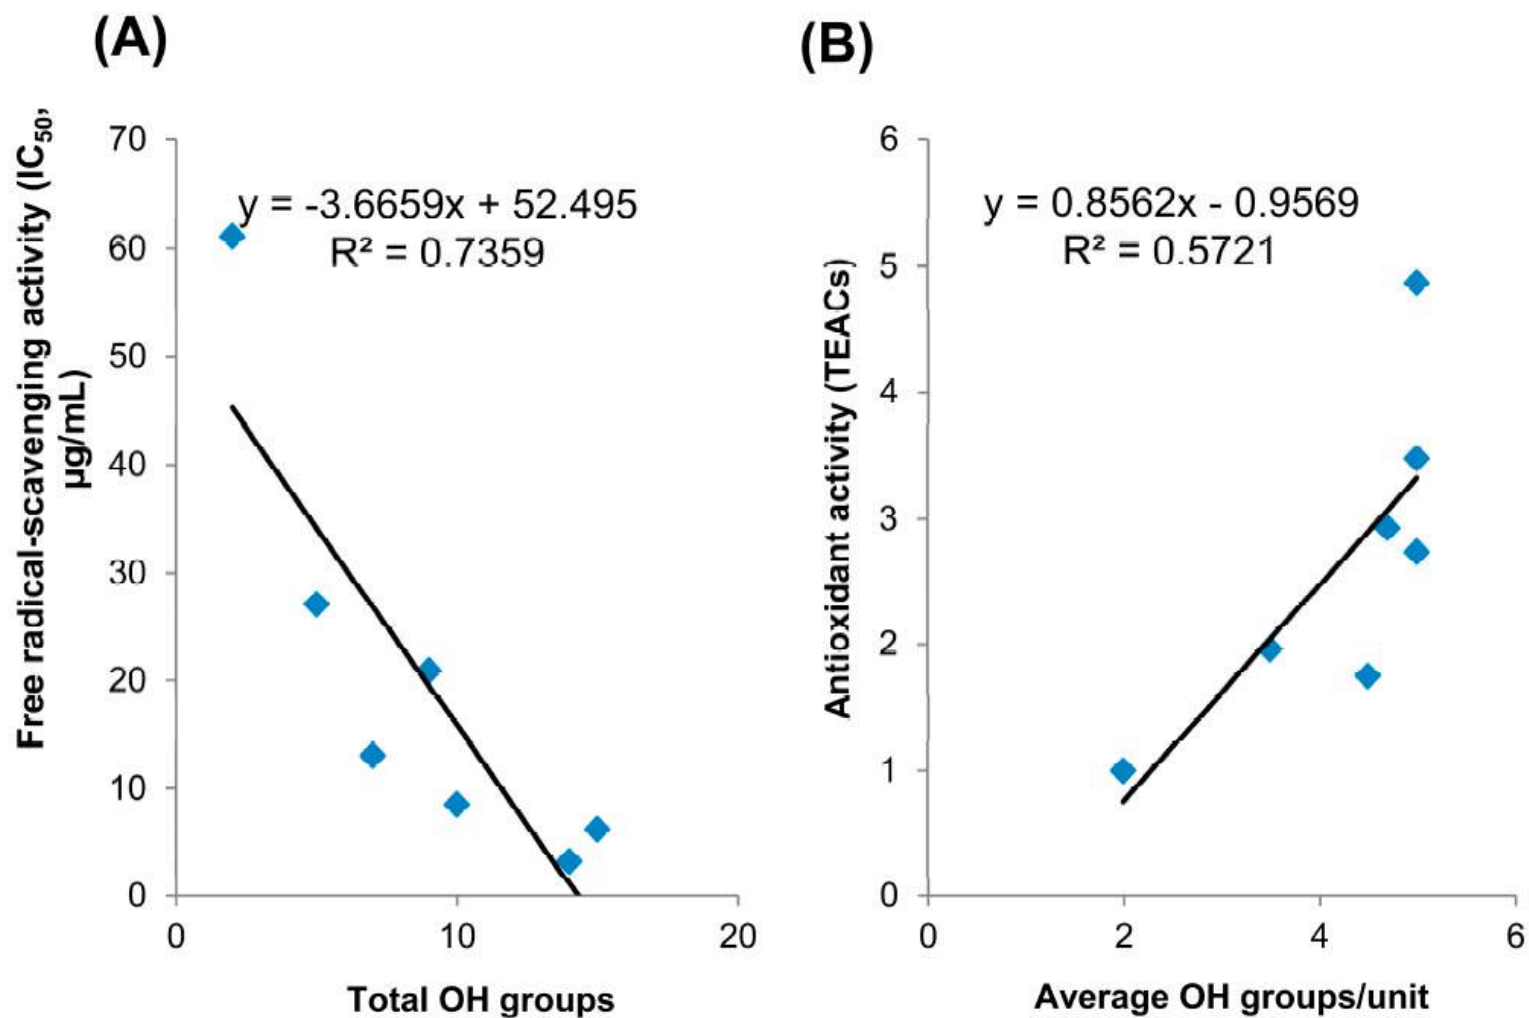 (A)
Free radical-scavenging activity (IC₅₀,
µg/mL)
70
60
50
40
30
20
10
0
y = -3.6659x + 52.495
R² = 0.7359
0 10 20
Total OH groups
(B)
Antioxidant activity (TEACs)
6
5
4
3
2
1
0
y = 0.8562x - 0.9569
R² = 0.5721
0 2 4 6
Average OH groups/unit